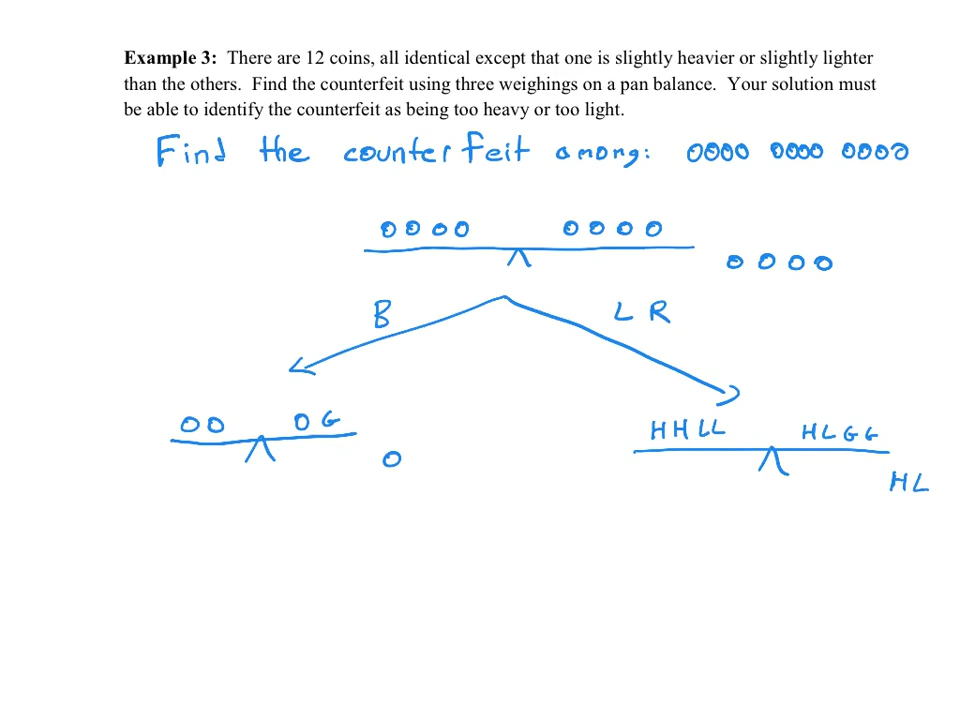 Example 3: There are 12 coins, all identical except that one is slightly heavier or slightly lighter
than the others. Find the counterfeit using three weighings on a pan balance. Your solution must
be able to identify the counterfeit as being too heavy or too light.
Find the counterfeit among: 0000 0000 0000
0000 0000
0000
B LR
00 0G
0
HHLL HLGG
HL